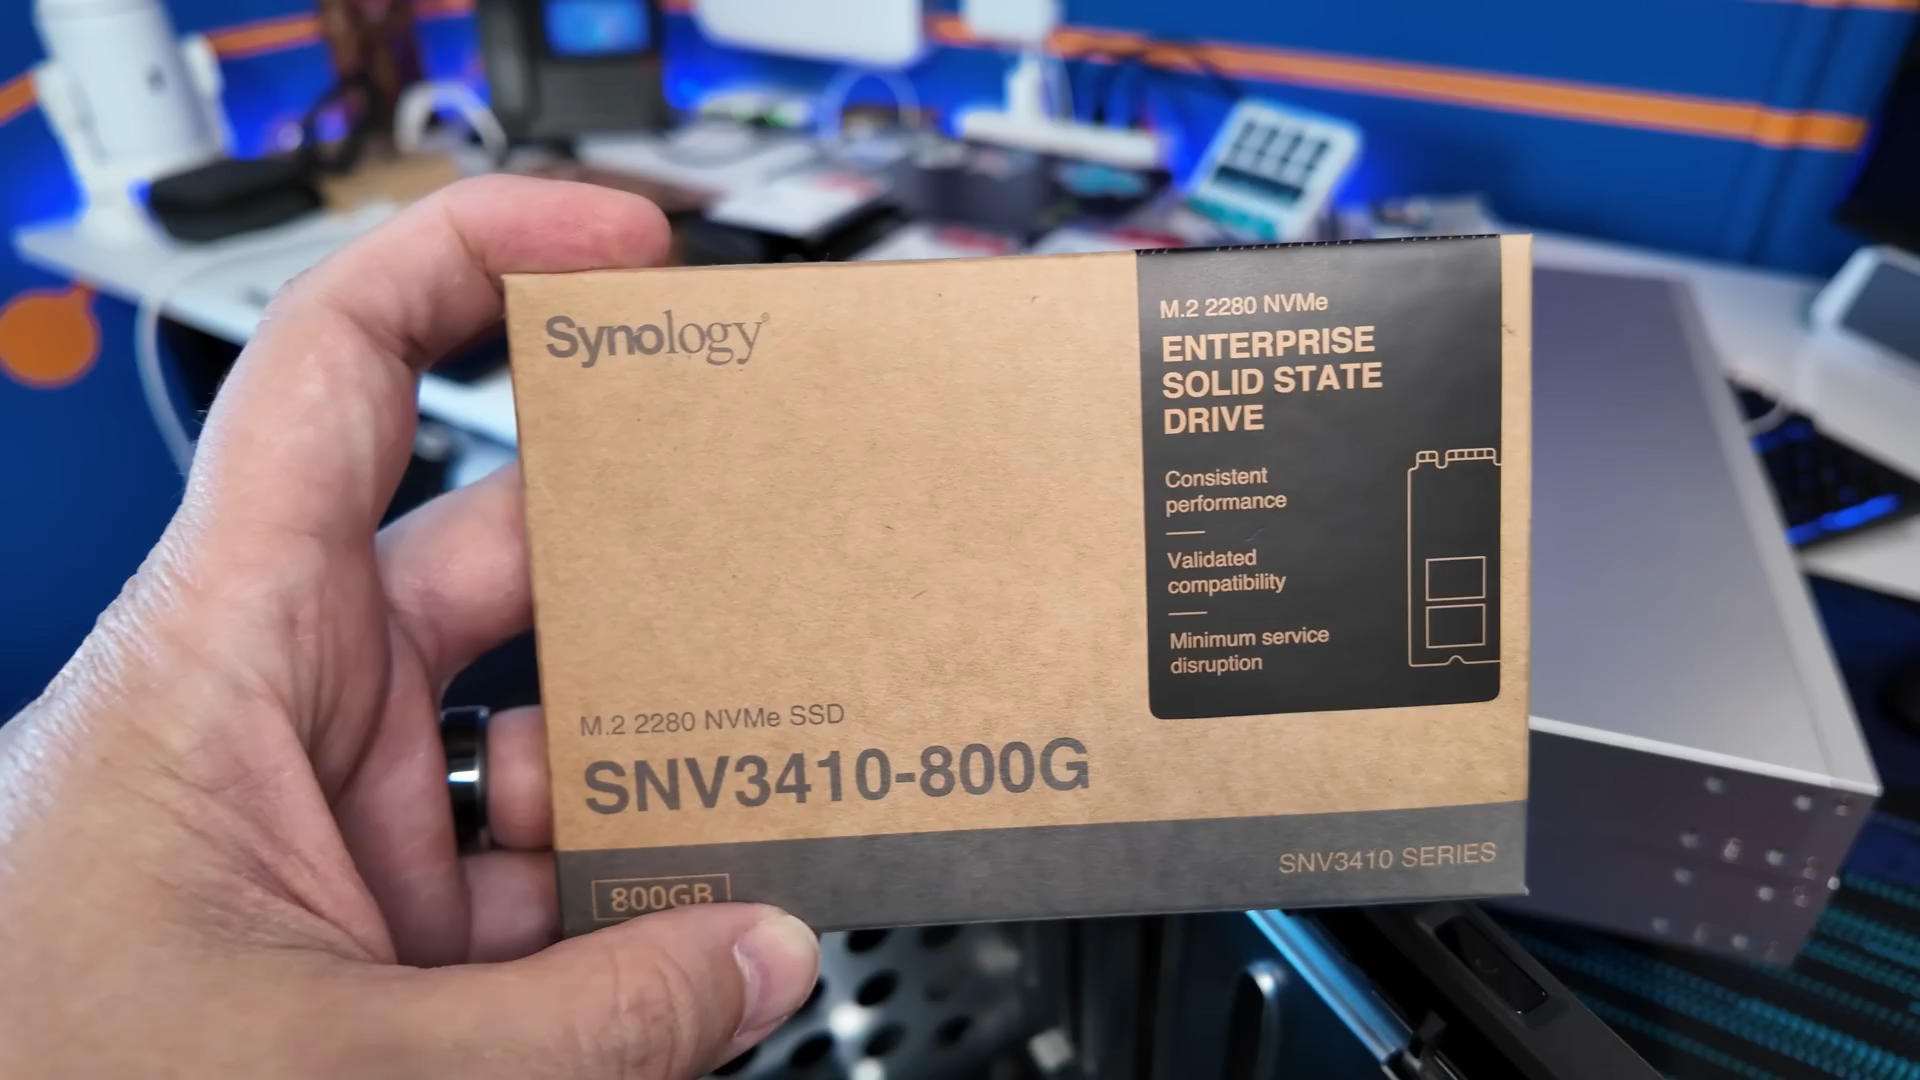 Synology®
M.2 2280 NVMe
ENTERPRISE
SOLID STATE
DRIVE
Consistent
performance
Validated
compatibility
Minimum service
disruption
M.2 2280 NVMe SSD
SNV3410-800G
800GB
SNV3410 SERIES